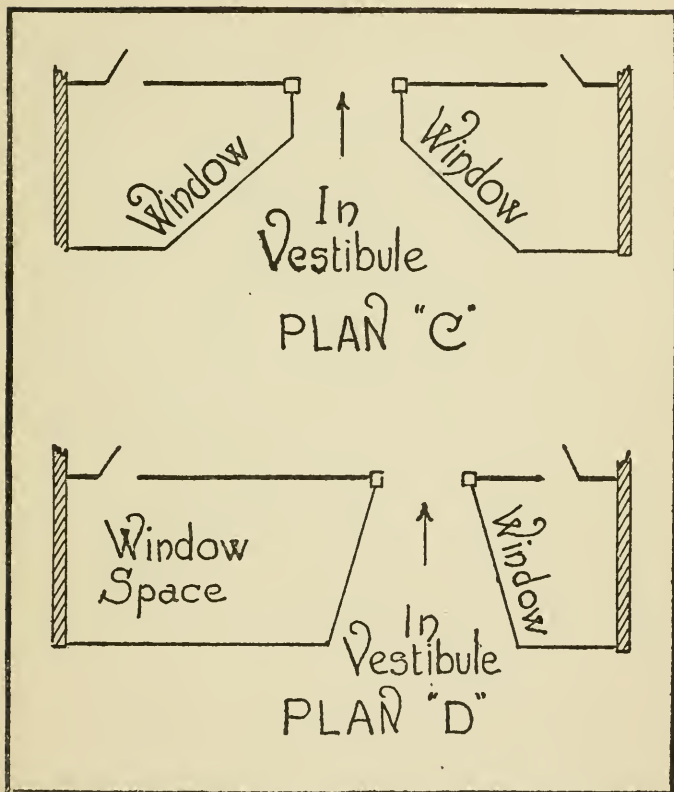 Window
Window
In
Vestibule
PLAN "C"
Window
Space
Window
In
Vestibule
PLAN "D"